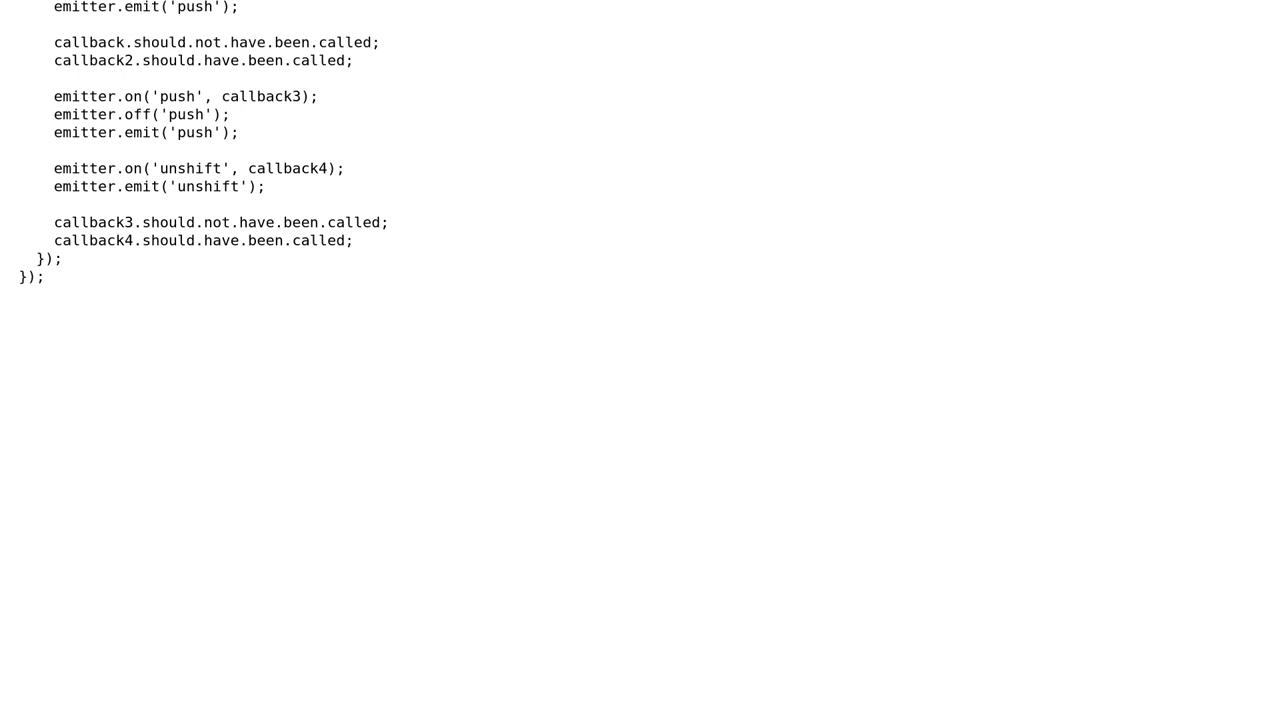 emitter.emit('push');

    callback.should.not.have.been.called;
    callback2.should.have.been.called;

    emitter.on('push', callback3);
    emitter.off('push');
    emitter.emit('push');

    emitter.on('unshift', callback4);
    emitter.emit('unshift');

    callback3.should.not.have.been.called;
    callback4.should.have.been.called;
  });
});